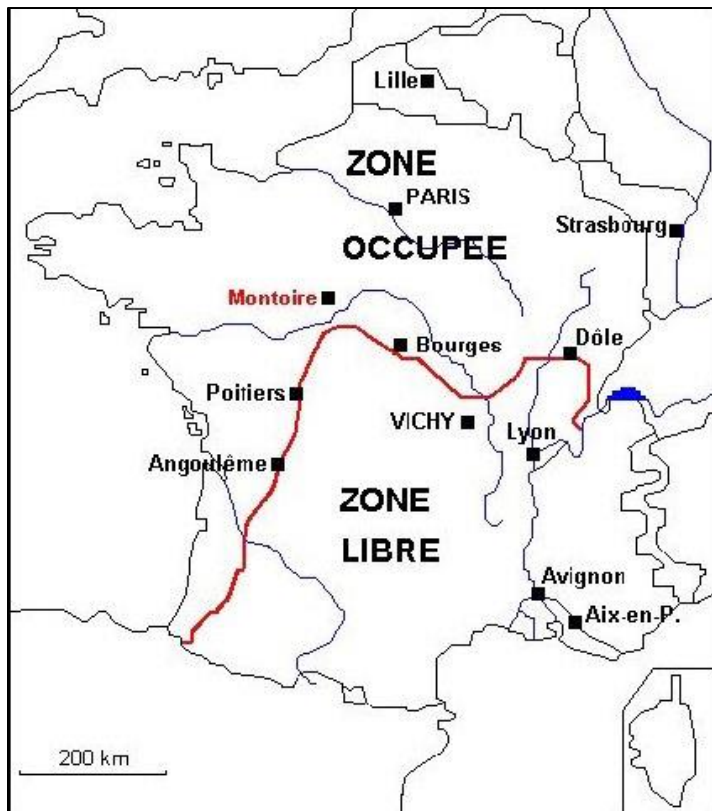 Lille
ZONE
PARIS
Strasbourg
OCCUPEE
Montoire
Bourges
Dôle
Poitiers
VICHY
Lyon
Angoulême
ZONE
LIBRE
Avignon
Aix-en-P.
200 km